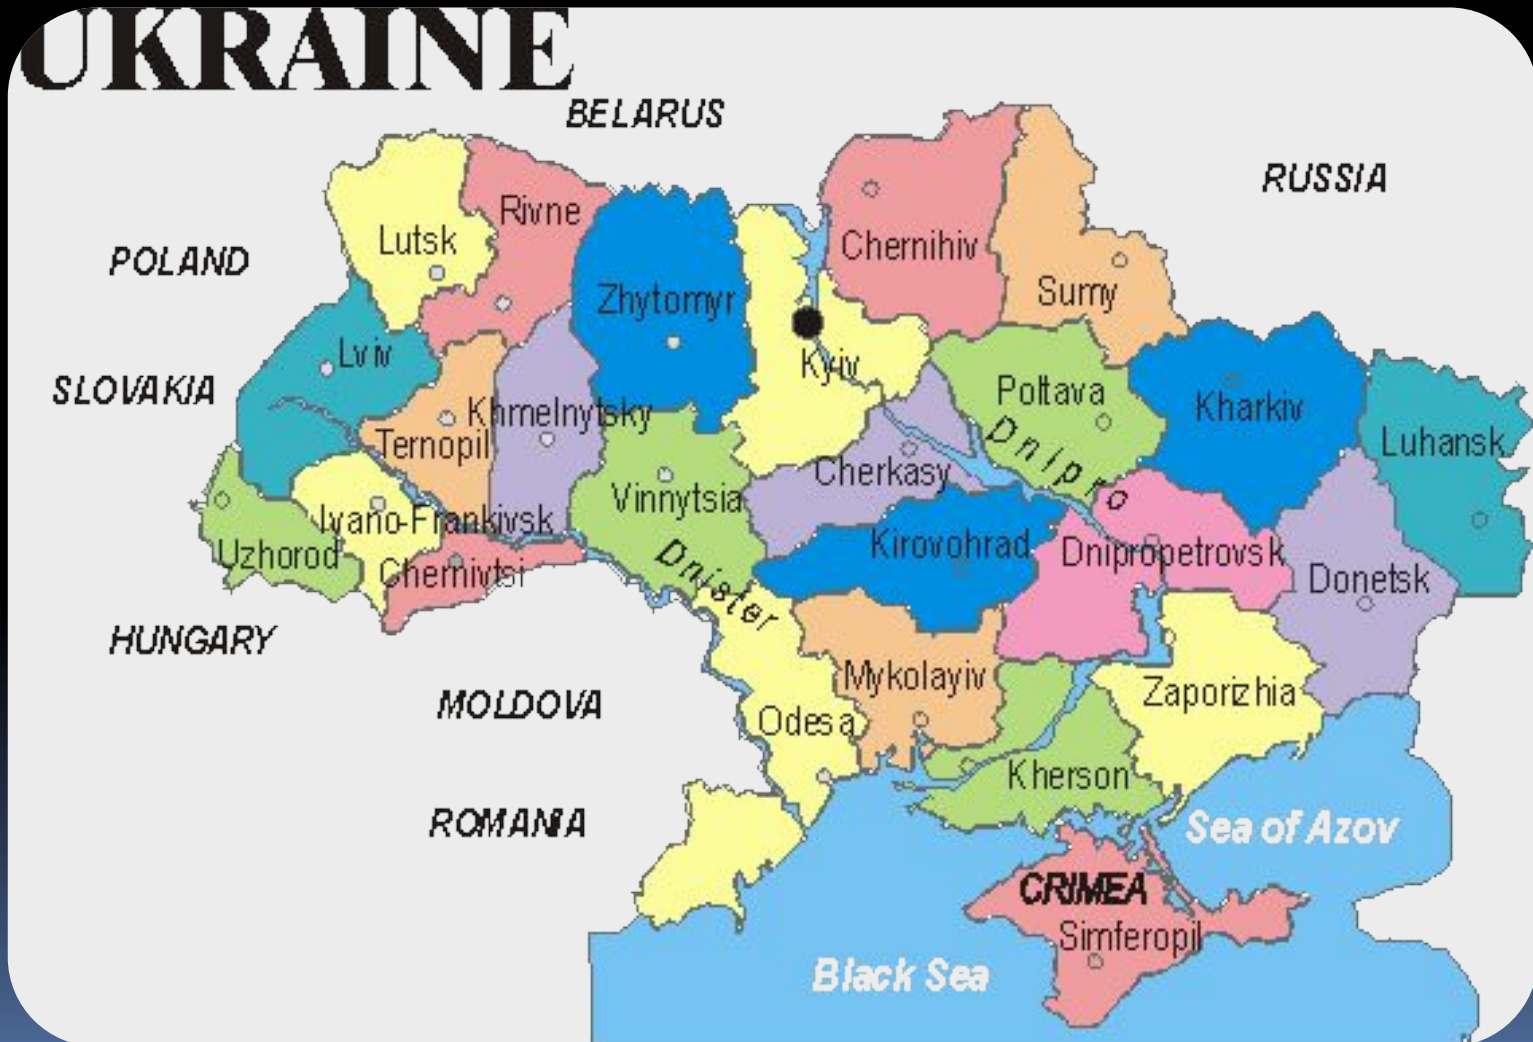 UKRAINE
BELARUS
RUSSIA
Rivne
Lutsk
Chernihiv
POLAND
Zhytomyr
Sumy
Lviv
Kyiv
SLOVAKIA
Poltava
Kharkiv
Khmelnytsky
Ternopil
Luhansk
Dnipro
Cherkasy
Vinnytsia
Ivano-Frankivsk
Kirovohrad
Dnipropetrovsk
Uzhorod
Chernivtsi
Dnister
Donetsk
HUNGARY
Mykolayiv
Zaporizhia
MOLDOVA
Odesa
Kherson
ROMANIA
Sea of Azov
CRIMEA
Simferopil
Black Sea